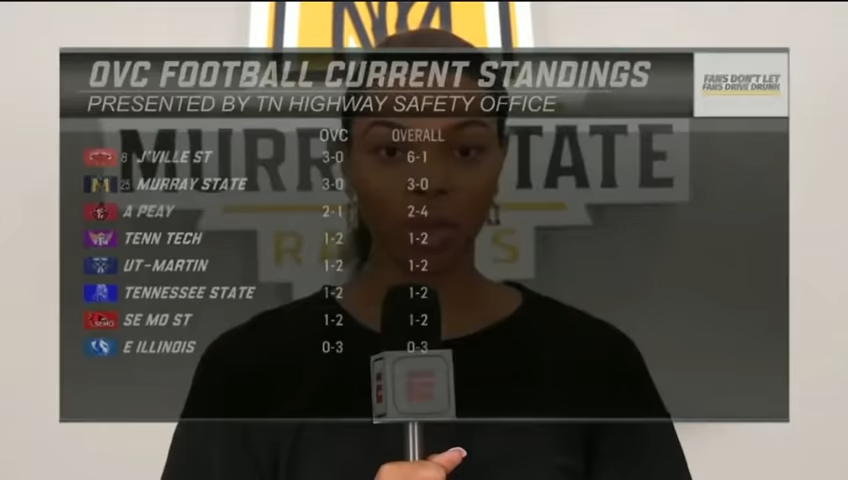 OVC FOOTBALL CURRENT STANDINGS
PRESENTED BY TN HIGHWAY SAFETY OFFICE
FANS DON'T LET
FANS DRIVE DRUNK
OVC OVERALL
8 J'VILLE ST 3-0 6-1
25 MURRAY STATE 3-0 3-0
A PEAY 2-1 2-4
TENN TECH 1-2 1-2
UT-MARTIN 1-2 1-2
TENNESSEE STATE 1-2 1-2
SE MO ST 1-2 1-2
E ILLINOIS 0-3 0-3
MURR TATE
RA S
E